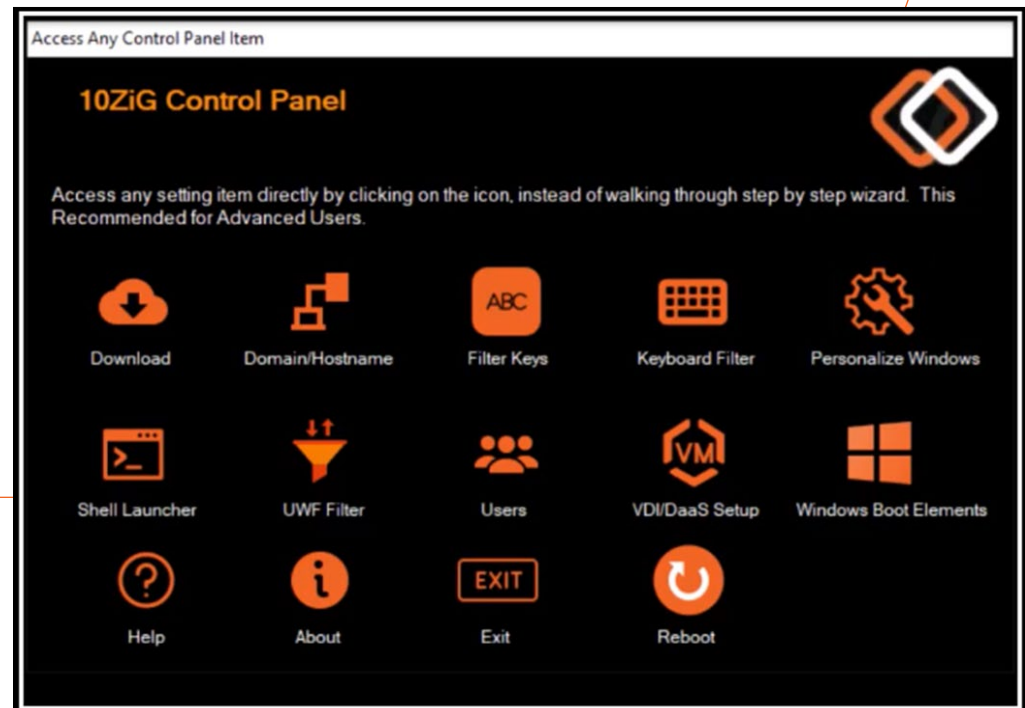 Access Any Control Panel Item
10ZiG Control Panel
Access any setting item directly by clicking on the icon, instead of walking through step by step wizard. This
Recommended for Advanced Users.
ABC
Download Domain/Hostname Filter Keys Keyboard Filter Personalize Windows
>_ VM
Shell Launcher UWF Filter Users VDI/DaaS Setup Windows Boot Elements
? i EXIT
Help About Exit Reboot